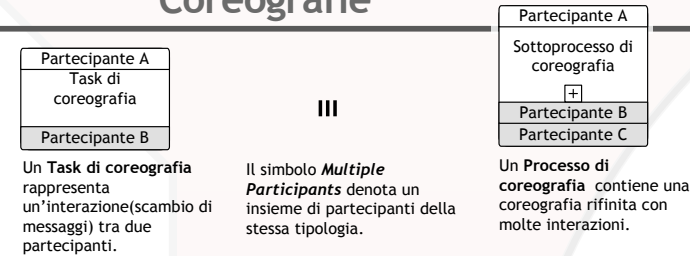 Coreografie
Partecipante A
Task di
coreografia
Partecipante B
Un Task di coreografia
rappresenta
un'interazione(scambio di
messaggi) tra due
partecipanti.
Il simbolo Multiple
Participants denota un
insieme di partecipanti della
stessa tipologia.
Partecipante A
Sottoprocesso di
coreografia
+
Partecipante B
Partecipante C
Un Processo di
coreografia contiene una
coreografia rifinita con
molte interazioni.